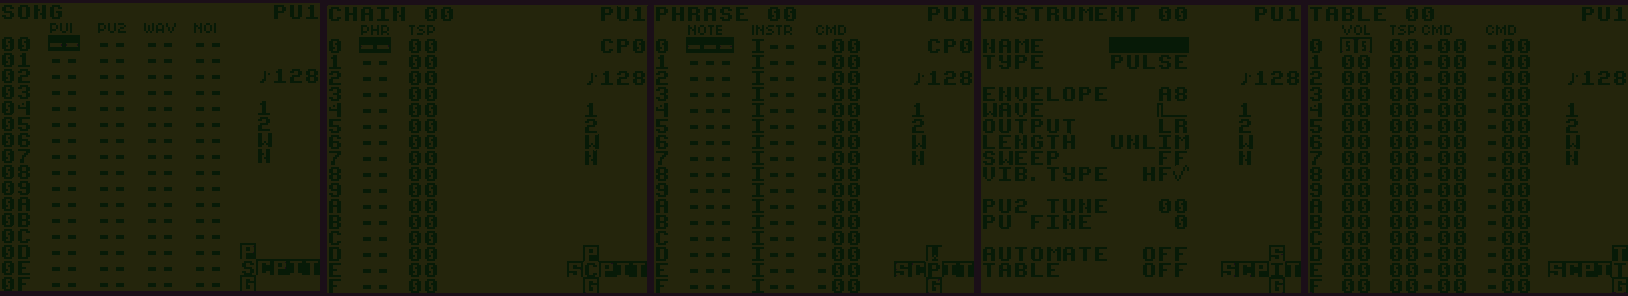 SONG PU1
PU1 PU2 WAV NOI
00 -- -- -- --
01 -- -- -- --
02 -- -- -- -- ♪128
03 -- -- -- --
04 -- -- -- -- 1
05 -- -- -- -- 2
06 -- -- -- -- W
07 -- -- -- -- N
08 -- -- -- --
09 -- -- -- --
0A -- -- -- --
0B -- -- -- --
0C -- -- -- --
0D -- -- -- -- P
0E -- -- -- -- SCPIT
0F -- -- -- -- G
CHAIN 00 PU1
PHR TSP
0 -- 00 CP0
1 -- 00
2 -- 00 ♪128
3 -- 00
4 -- 00 1
5 -- 00 2
6 -- 00 W
7 -- 00 N
8 -- 00
9 -- 00
A -- 00
B -- 00
C -- 00
D -- 00 P
E -- 00 SCPIT
F -- 00 G
PHRASE 00 PU1
NOTE INSTR CMD
0 --- I-- -00 CP0
1 --- I-- -00
2 --- I-- -00 ♪128
3 --- I-- -00
4 --- I-- -00 1
5 --- I-- -00 2
6 --- I-- -00 W
7 --- I-- -00 N
8 --- I-- -00
9 --- I-- -00
A --- I-- -00
B --- I-- -00
C --- I-- -00
D --- I-- -00
E --- I-- -00 SCPIT
F --- I-- -00 G
INSTRUMENT 00 PU1
NAME
TYPE PULSE
♪128
ENVELOPE A8
WAVE 1
OUTPUT LR 2
LENGTH UNLIM W
SWEEP FF N
VIB.TYPE HF
PU2 TUNE 00
PU FINE 0
AUTOMATE OFF S
TABLE OFF SCPIT
G
TABLE 00 PU1
VOL TSP CMD CMD
0 00 00 -00 -00
1 00 00 -00 -00
2 00 00 -00 -00 ♪128
3 00 00 -00 -00
4 00 00 -00 -00 1
5 00 00 -00 -00 2
6 00 00 -00 -00 W
7 00 00 -00 -00 N
8 00 00 -00 -00
9 00 00 -00 -00
A 00 00 -00 -00
B 00 00 -00 -00
C 00 00 -00 -00
D 00 00 -00 -00
E 00 00 -00 -00 SCPIT
F 00 00 -00 -00 G